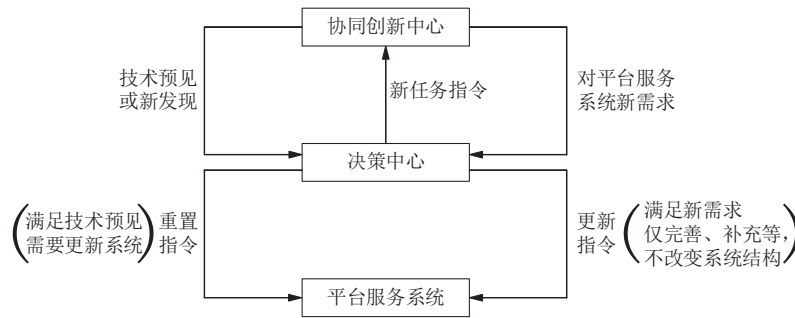 协同创新中心
技术预见
或新发现
新任务指令
对平台服务
系统新需求
决策中心
(满足技术预见
需要更新系统)
重置
指令
更新
指令
(满足新需求
仅完善、补充等，
不改变系统结构)
平台服务系统